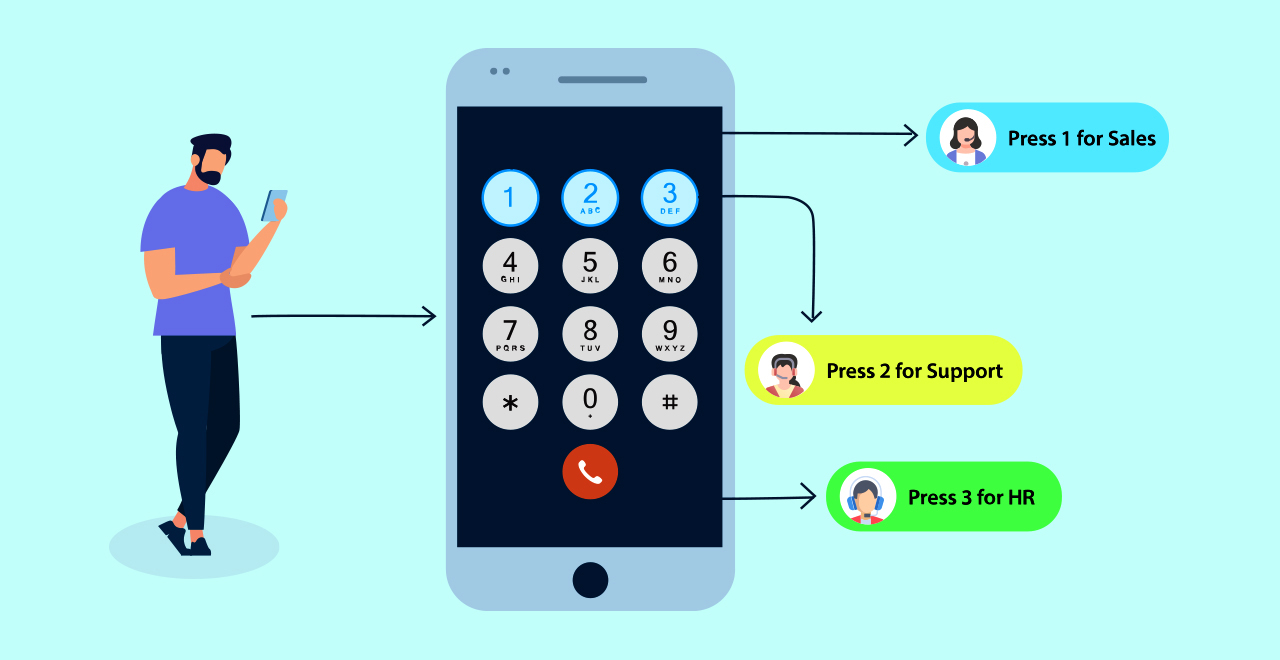 Press 1 for Sales
1
2
3
ABC
DEF
4
5
6
GHI
JKL
MNO
Press 2 for Support
7
8
9
PQRS
TUV
WXYZ
*
0
#
+
Press 3 for HR